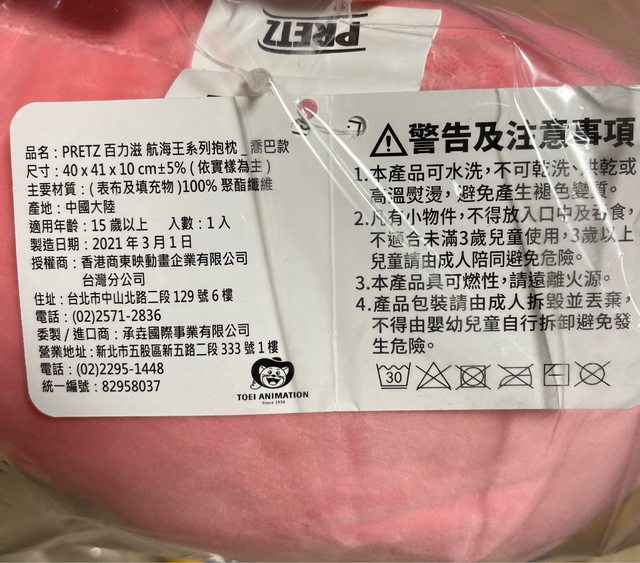 PRETZ
品名：PRETZ 百力滋 航海王系列抱枕_喬巴款
尺寸：40 x 41 x 10 cm±5% ( 依實樣為主 )
主要材質：( 表布及填充物 )100% 聚酯纖維
產地：中國大陸
適用年齡：15 歲以上 入數：1 入
製造日期：2021 年 3 月 1 日
授權商：香港商東映動畫企業有限公司
台灣分公司
住址：台北市中山北路二段 129 號 6 樓
電話：(02)2571-2836
委製 / 進口商：承垚國際事業有限公司
營業地址：新北市五股區新五路二段 333 號 1 樓
電話：(02)2295-1448
統一編號：82958037
TOEI ANIMATION
Since 1956
警告及注意事項
1.本產品可水洗，不可乾洗、烘乾或
高溫熨燙，避免產生褪色變質。
2.凡有小物件，不得放入口中及吞食，
不適合未滿3歲兒童使用，3歲以上
兒童請由成人陪同避免危險。
3.本產品具可燃性，請遠離火源。
4.產品包裝請由成人拆毀並丟棄，
不得由嬰幼兒童自行拆卸避免發
生危險。
30